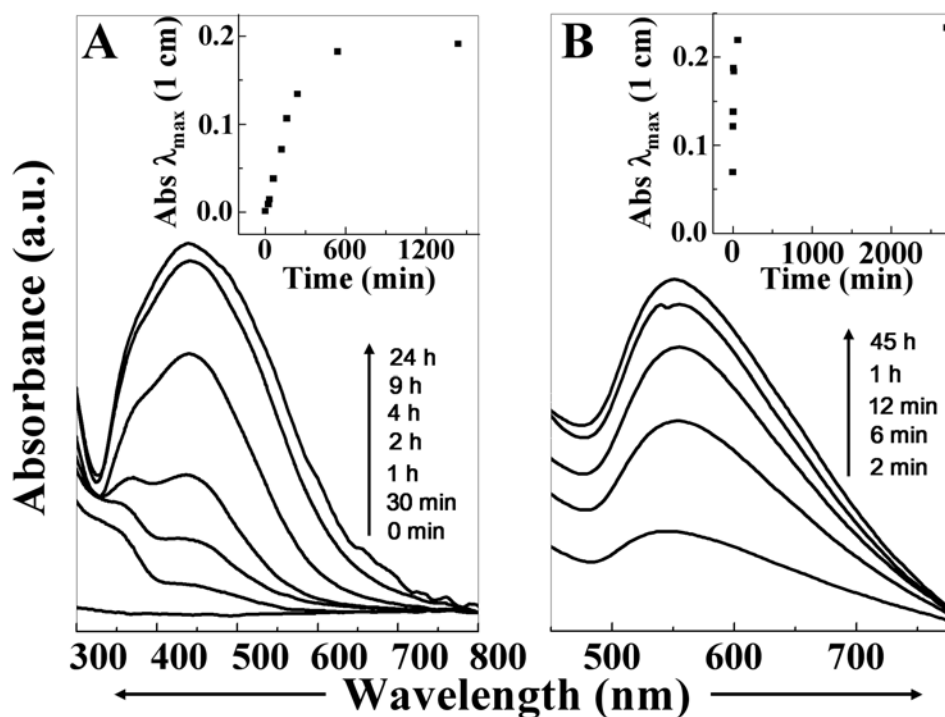 A
Abs λmax (1 cm)
0.2
0.1
0.0
0 600 1200
Time (min)
24 h
9 h
4 h
2 h
1 h
30 min
0 min
300 400 500 600 700 800
B
Abs λmax (1 cm)
0.2
0.1
0.0
0 1000 2000
Time (min)
45 h
1 h
12 min
6 min
2 min
500 600 700
Absorbance (a.u.)
Wavelength (nm)